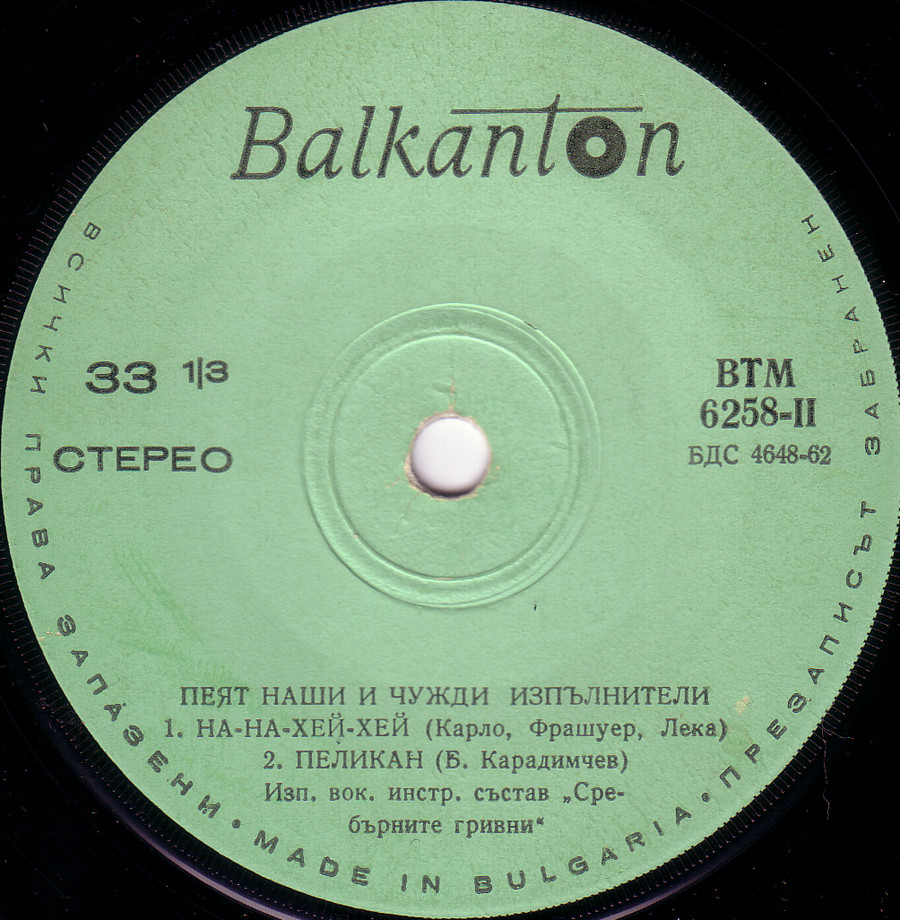 Balkanton
33 1/3
СТЕРЕО
ВТМ
6258-II
БДС 4648-62
ПЕЯТ НАШИ И ЧУЖДИ ИЗПЪЛНИТЕЛИ
1. НА-НА-ХЕЙ-ХЕЙ (Карло, Фрашуер, Лека)
2. ПЕЛИКАН (Б. Карадимчев)
Изп. вок. инстр. състав „Сре-
бърните гривни“
ВСИЧКИ ПРАВА ЗАПАЗЕНИ • MADE IN BULGARIA • ПРЕЗАПИСЪТ ЗАБРАНЕН